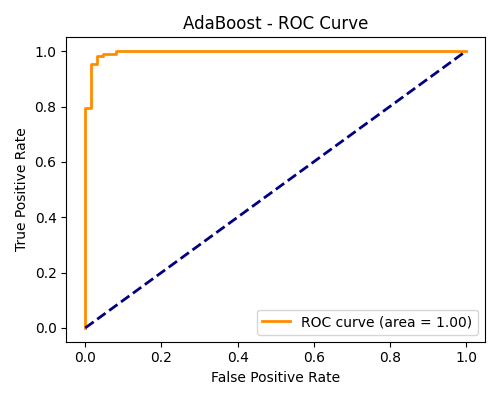 AdaBoost - ROC Curve
True Positive Rate
1.0
0.8
0.6
0.4
0.2
0.0
ROC curve (area = 1.00)
0.0 0.2 0.4 0.6 0.8 1.0
False Positive Rate